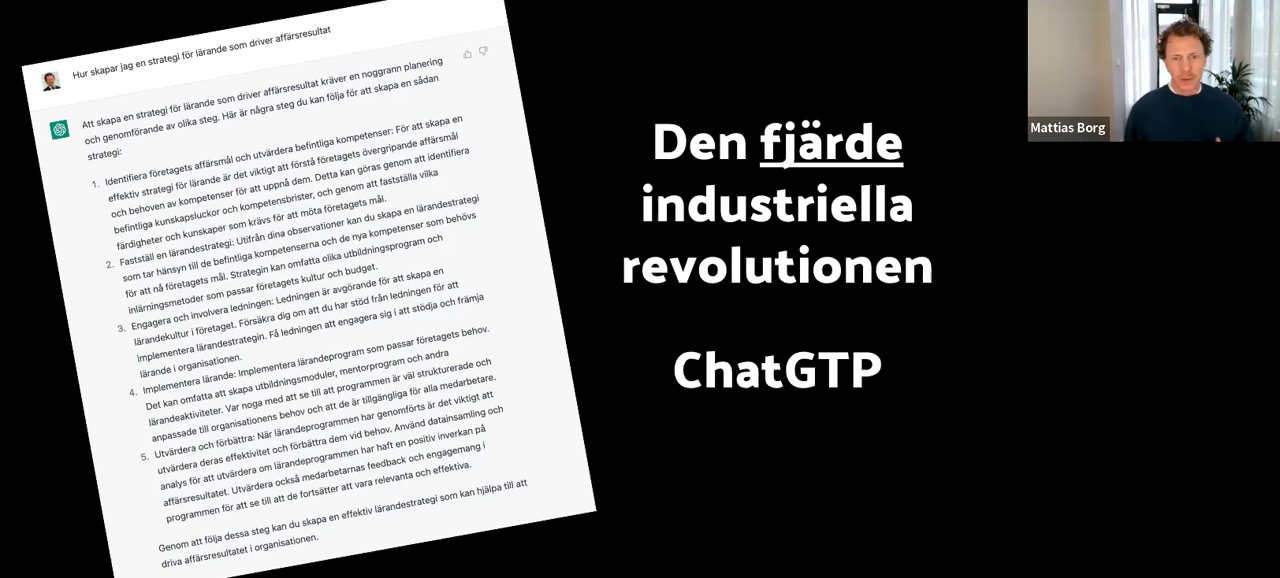 Hur skapar jag en strategi för lärande som driver affärsresultat
Att skapa en strategi för lärande som driver affärsresultat kräver en noggrann planering
och genomförande av olika steg. Här är några steg du kan följa för att skapa en sådan
strategi:
1. Identifiera företagets affärsmål och utvärdera befintliga kompetenser: För att skapa en
effektiv strategi för lärande är det viktigt att förstå företagets övergripande affärsmål
och behoven av kompetenser för att uppnå dem. Detta kan göras genom att identifiera
befintliga kunskapsluckor och kompetensbrister, och genom att fastställa vilka
färdigheter och kunskaper som krävs för att möta företagets mål.
2. Fastställ en lärandestrategi: Utifrån dina observationer kan du skapa en lärandestrategi
som tar hänsyn till de befintliga kompetenserna och de nya kompetenser som behövs
för att nå företagets mål. Strategin kan omfatta olika utbildningsprogram och
inlärningsmetoder som passar företagets kultur och budget.
3. Engagera och involvera ledningen: Ledningen är avgörande för att skapa en
lärandekultur i företaget. Försäkra dig om att du har stöd från ledningen för att
implementera lärandestrategin. Få ledningen att engagera sig i att stödja och främja
lärande i organisationen.
4. Implementera lärande: Implementera lärandeprogram som passar företagets behov.
Det kan omfatta att skapa utbildningsmoduler, mentorprogram och andra
lärandeaktiviteter. Var noga med att se till att programmen är väl strukturerade och
anpassade till organisationens behov och att de är tillgängliga för alla medarbetare.
5. Utvärdera och förbättra: När lärandeprogrammen har genomförts är det viktigt att
utvärdera deras effektivitet och förbättra dem vid behov. Använd datainsamling och
analys för att utvärdera om lärandeprogrammen har haft en positiv inverkan på
affärsresultatet. Utvärdera också medarbetarnas feedback och engagemang i
programmen för att se till att de fortsätter att vara relevanta och effektiva.
Genom att följa dessa steg kan du skapa en effektiv lärandestrategi som kan hjälpa till att
driva affärsresultatet i organisationen.
Den fjärde
industriella
revolutionen
ChatGTP
Mattias Borg